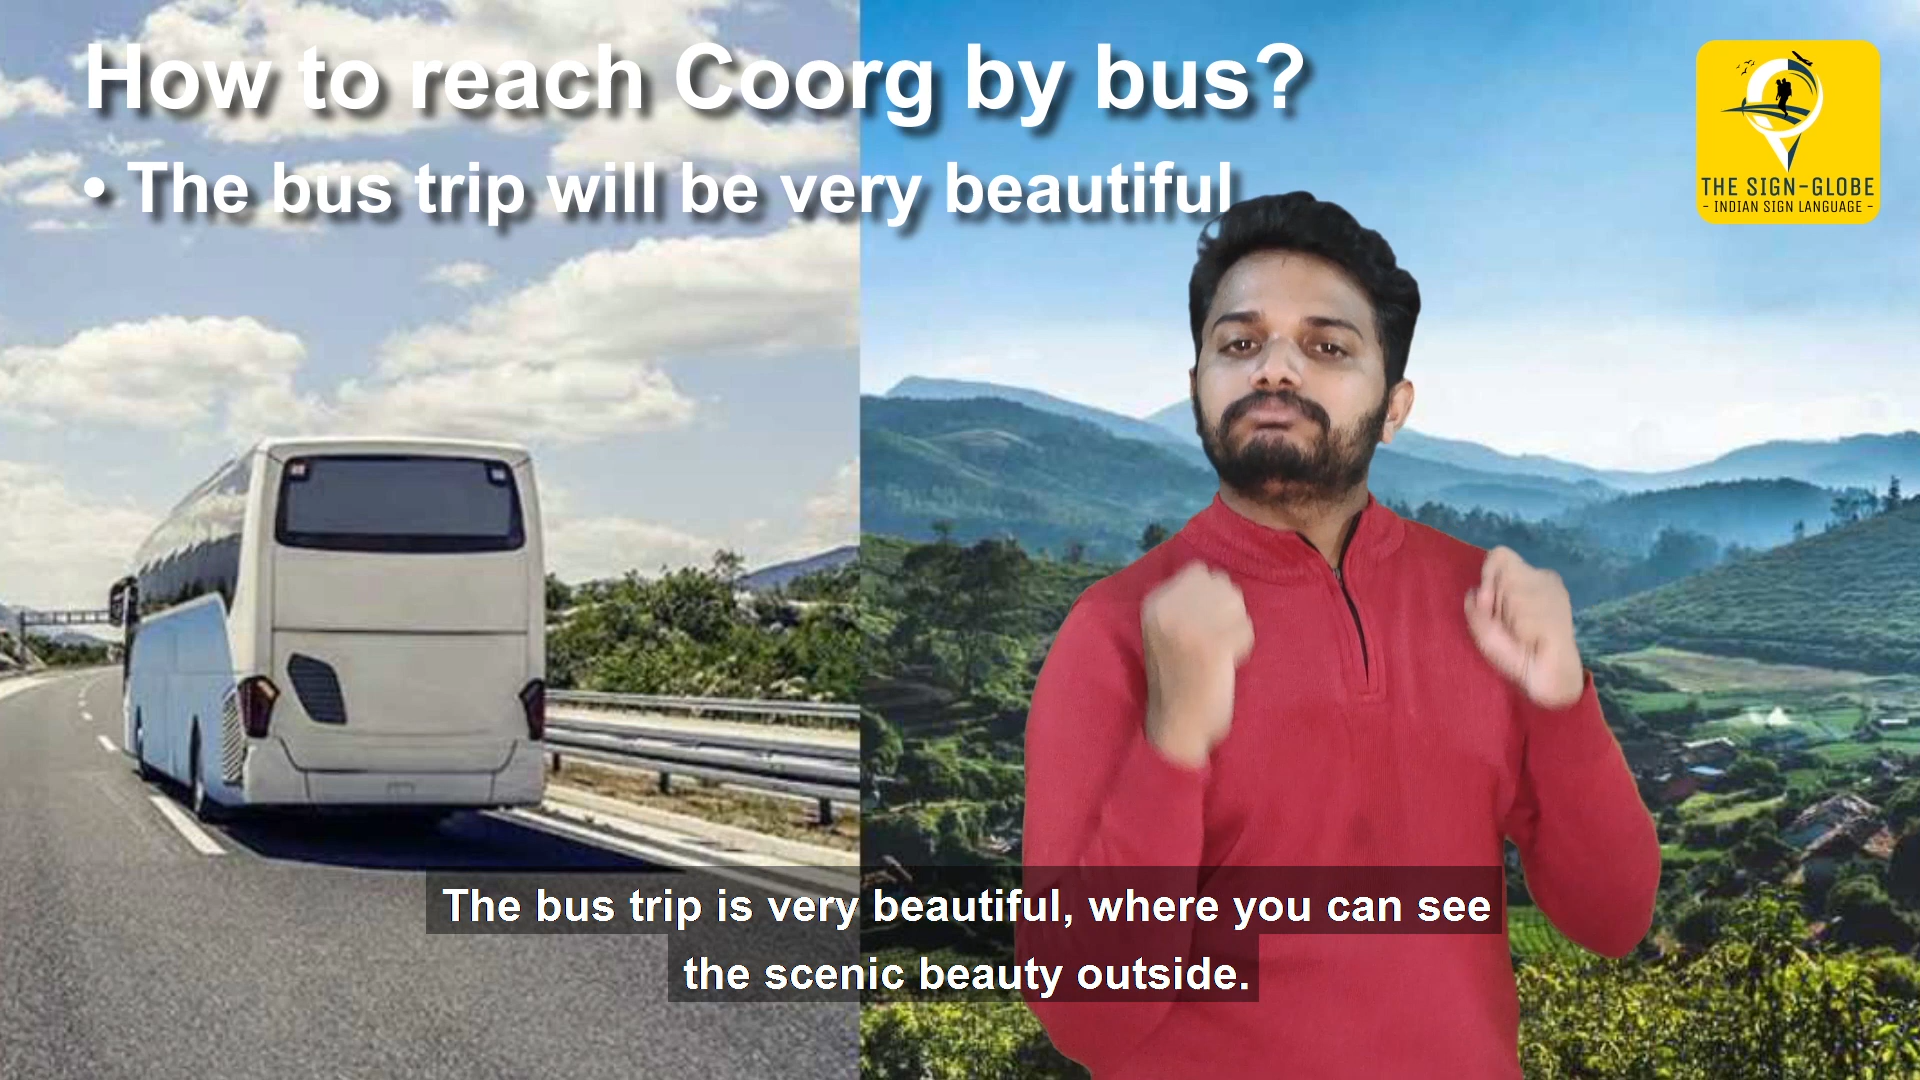 How to reach Coorg by bus?
• The bus trip will be very beautiful
THE SIGN-GLOBE
- INDIAN SIGN LANGUAGE -
The bus trip is very beautiful, where you can see
the scenic beauty outside.